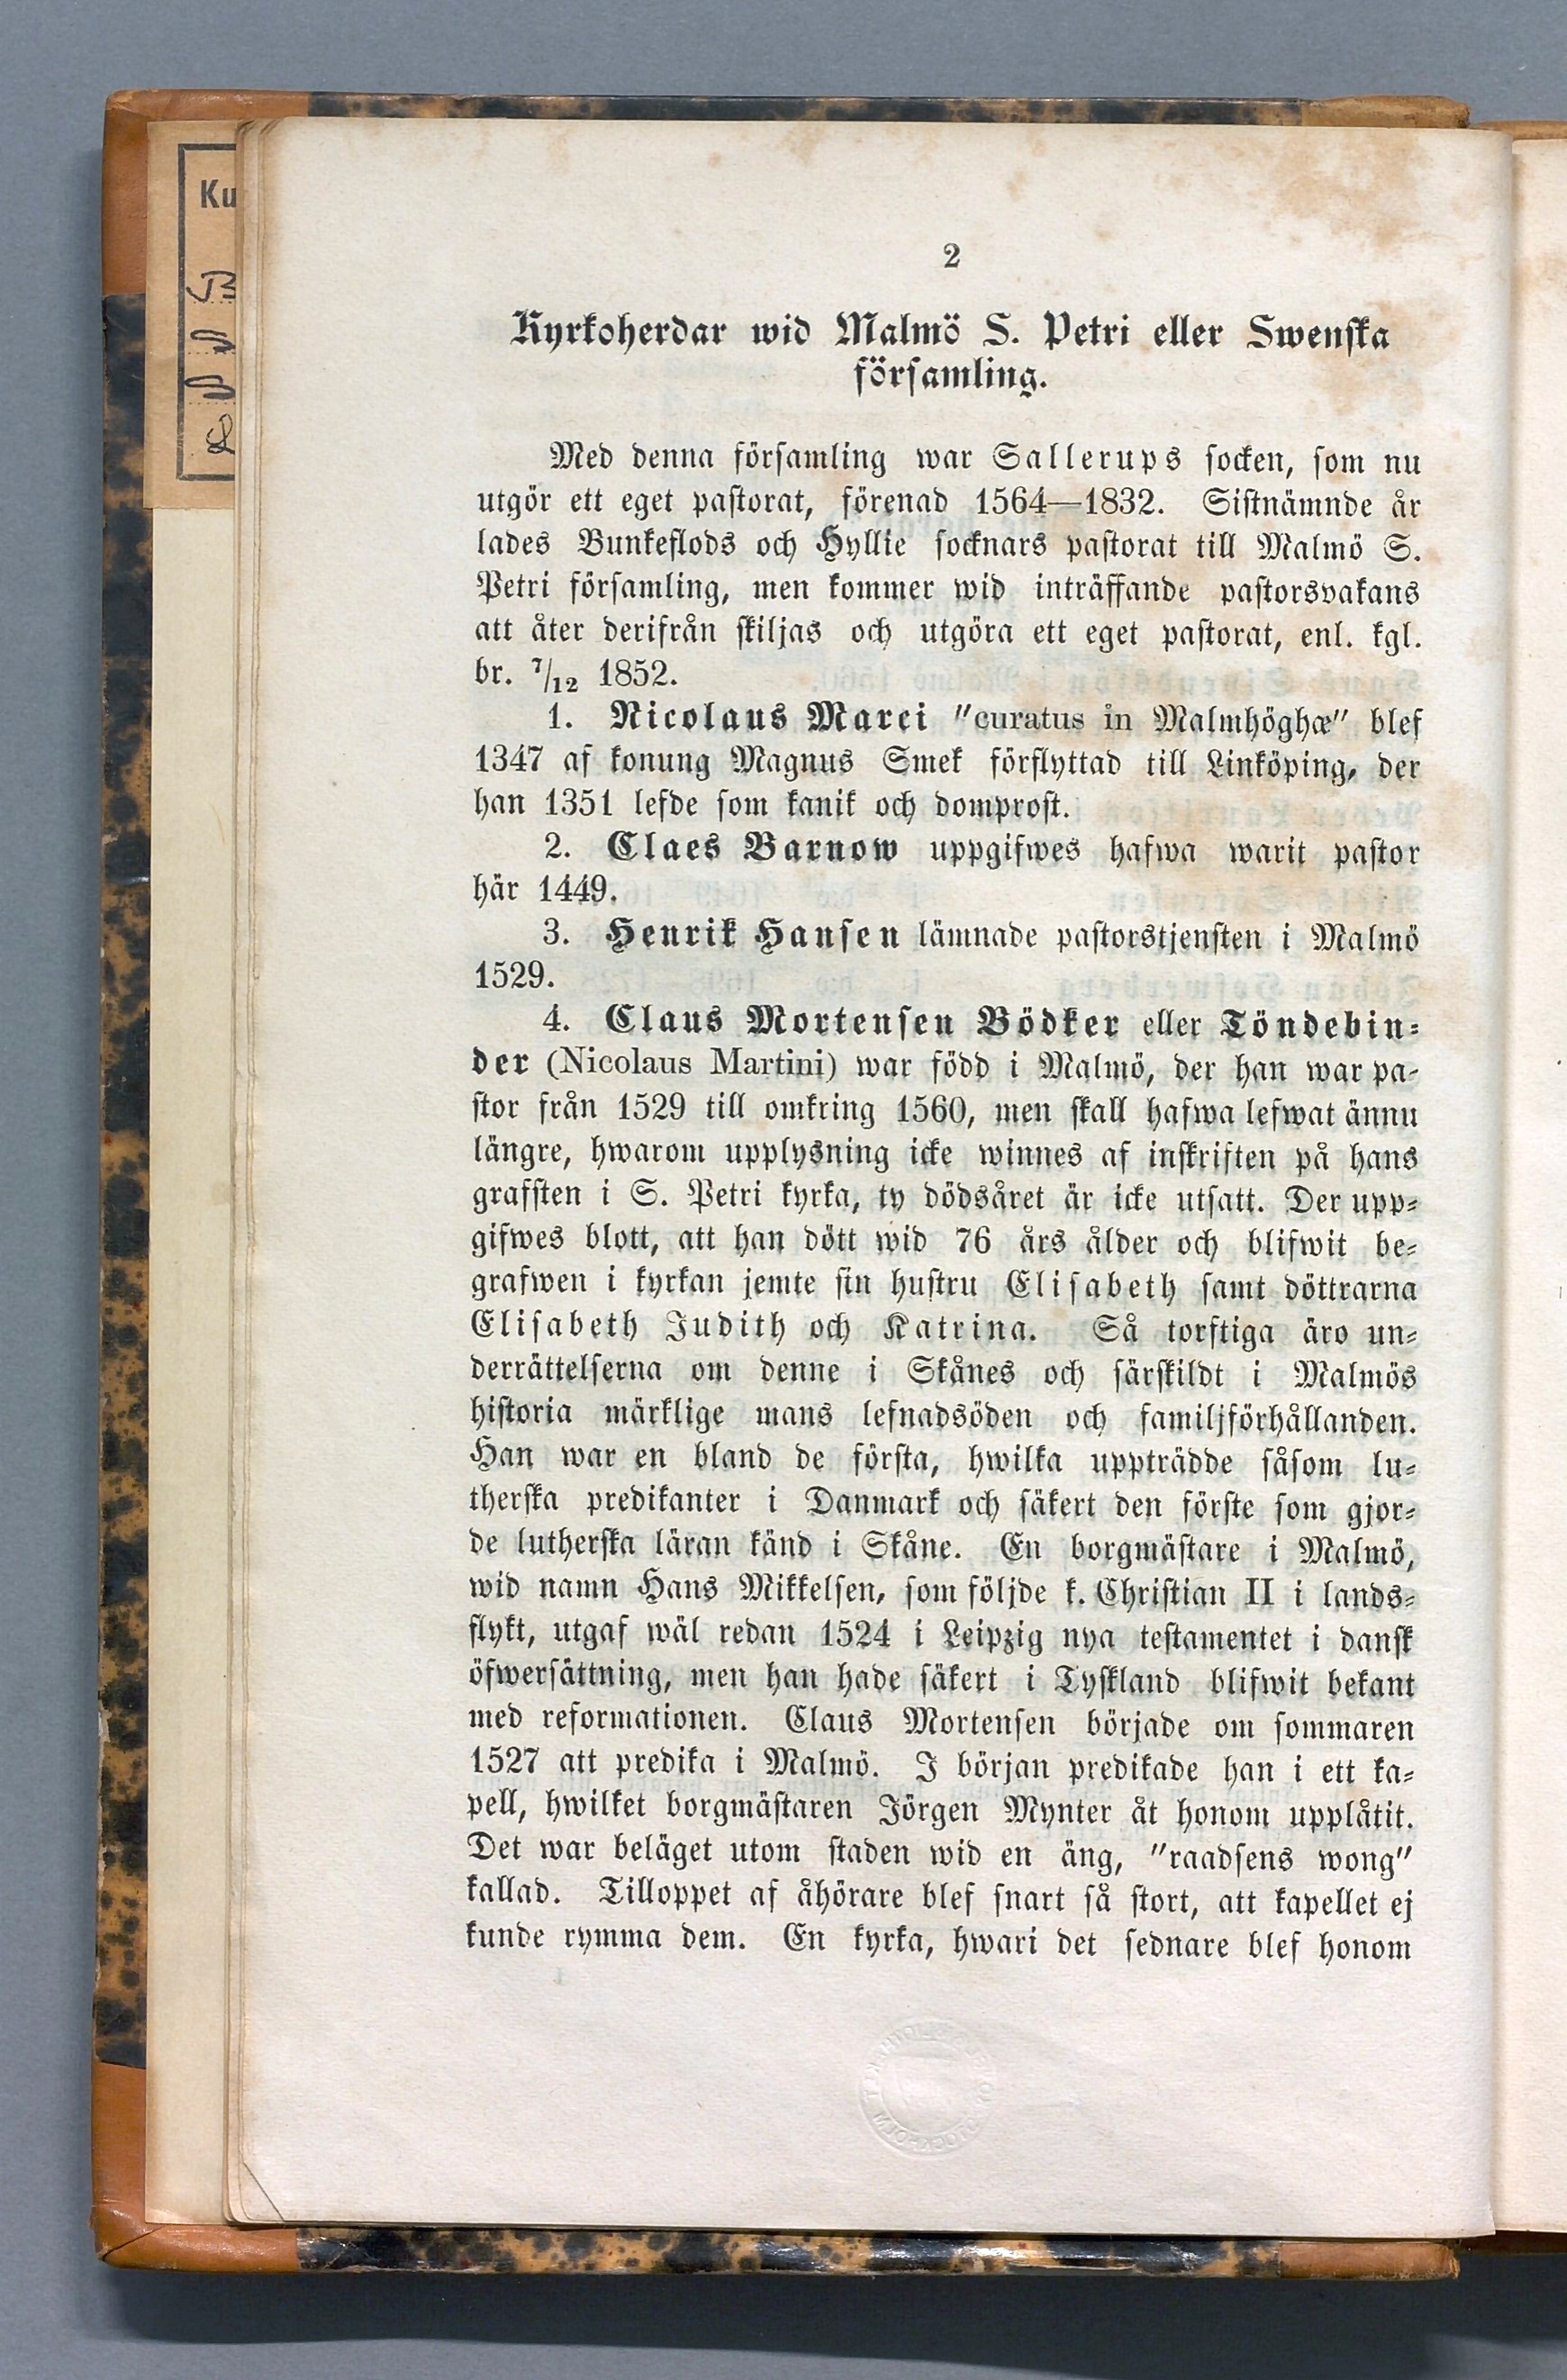 Ku
2
Kyrkoherdar wid Malmö S. Petri eller Swenska
församling.
Med denna församling war Sallerups socken, som nu
utgör ett eget pastorat, förenad 1564—1832. Sistnämnde år
lades Bunkeflods och Hyllie socknars pastorat till Malmö S.
Petri församling, men kommer wid inträffande pastorsvakans
att åter derifrån skiljas och utgöra ett eget pastorat, enl. kgl.
br. 7/12 1852.
1. Nicolaus Marci "curatus in Malmhöghæ" blef
1347 af konung Magnus Smek förflyttad till Linköping, der
han 1351 lefde som kanik och domprost.
2. Claes Barnow uppgifwes hafwa warit pastor
här 1449.
3. Henrik Hansen lämnade pastorstjensten i Malmö
1529.
4. Claus Mortensen Bödker eller Töndebin-
der (Nicolaus Martini) war född i Malmö, der han war pa-
stor från 1529 till omkring 1560, men skall hafwa lefwat ännu
längre, hwarom upplysning icke winnes af inskriften på hans
grafsten i S. Petri kyrka, ty dödsåret är icke utsatt. Der upp-
gifwes blott, att han dött wid 76 års ålder och blifwit be-
grafwen i kyrkan jemte sin hustru Elisabeth samt döttrarna
Elisabeth Judith och Katrina. Så torftiga äro un-
derrättelserna om denne i Skånes och särskildt i Malmös
historia märklige mans lefnadsöden och familjförhållanden.
Han war en bland de första, hwilka uppträdde såsom lu-
therska predikanter i Danmark och säkert den förste som gjor-
de lutherska läran känd i Skåne. En borgmästare i Malmö,
wid namn Hans Mikkelsen, som följde k. Christian II i lands-
flykt, utgaf wäl redan 1524 i Leipzig nya testamentet i dansk
öfwersättning, men han hade säkert i Tyskland blifwit bekant
med reformationen. Claus Mortensen började om sommaren
1527 att predika i Malmö. I början predikade han i ett ka-
pell, hwilket borgmästaren Jörgen Mynter åt honom upplåtit.
Det war beläget utom staden wid en äng, "raadsens wong"
kallad. Tilloppet af åhörare blef snart så stort, att kapellet ej
kunde rymma dem. En kyrka, hwari det sednare blef honom